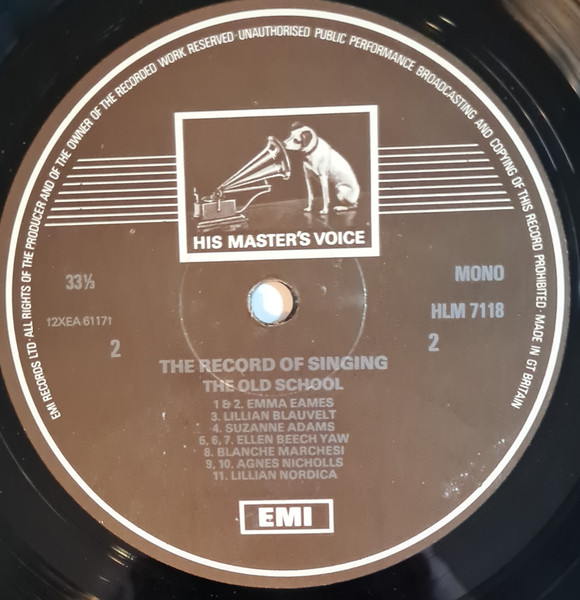 EMI RECORDS LTD · ALL RIGHTS OF THE PRODUCER AND OF THE OWNER OF THE RECORDED WORK RESERVED · UNAUTHORISED PUBLIC PERFORMANCE BROADCASTING AND COPYING OF THIS RECORD PROHIBITED · MADE IN GT BRITAIN
HIS MASTER'S VOICE
33⅓
MONO
(2XEA 6117)
HLM 7118
2
2
THE RECORD OF SINGING
THE OLD SCHOOL
1 & 2. EMMA EAMES
3. LILLIAN BLAUVELT
4. SUZANNE ADAMS
5, 6, 7. ELLEN BEECH YAW
8. BLANCHE MARCHESI
9, 10. AGNES NICHOLLS
11. LILLIAN NORDICA
EMI